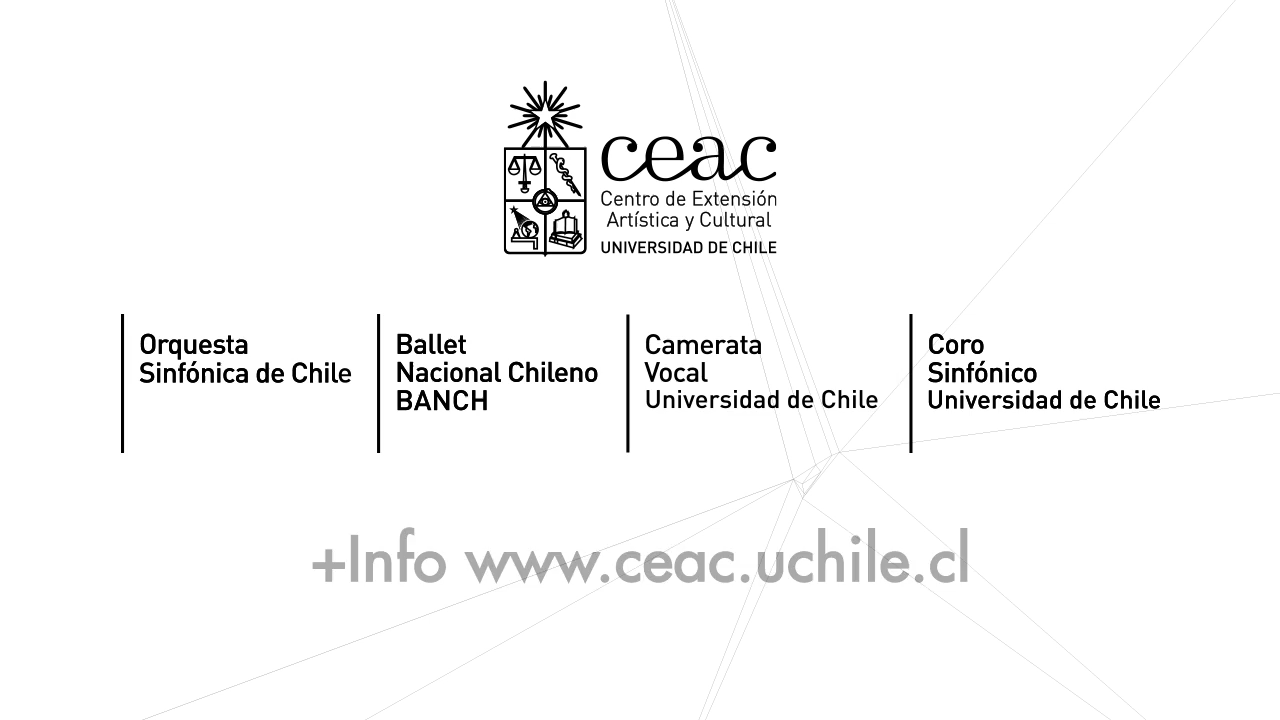 ceac
Centro de Extensión
Artística y Cultural
UNIVERSIDAD DE CHILE
Orquesta
Sinfónica de Chile
Ballet
Nacional Chileno
BANCH
Camerata
Vocal
Universidad de Chile
Coro
Sinfónico
Universidad de Chile
+Info www.ceac.uchile.cl